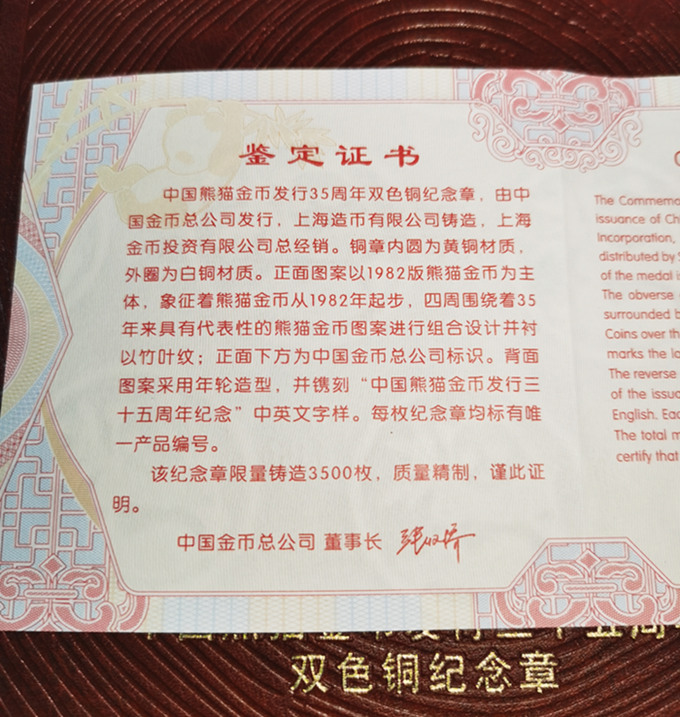 鉴定证书
中国熊猫金币发行35周年双色铜纪念章，由中
国金币总公司发行，上海造币有限公司铸造，上海
金币投资有限公司总经销。铜章内圆为黄铜材质，
外圈为白铜材质。正面图案以1982版熊猫金币为主
体，象征着熊猫金币从1982年起步，四周围绕着35
年来具有代表性的熊猫金币图案进行组合设计并衬
以竹叶纹；正面下方为中国金币总公司标识。背面
图案采用年轮造型，并镌刻“中国熊猫金币发行三
十五周年纪念”中英文字样。每枚纪念章均标有唯
一产品编号。
该纪念章限量铸造3500枚，质量精制，谨此证
明。
中国金币总公司 董事长
The Commemo
issuance of Ch
Incorporation,
distributed by S
of the medal is
The obverse
surrounded b
Coins over th
marks the lo
The reverse
of the issua
English. Eac
The total m
certify that
中国熊猫金币发行三十五周
双色铜纪念章